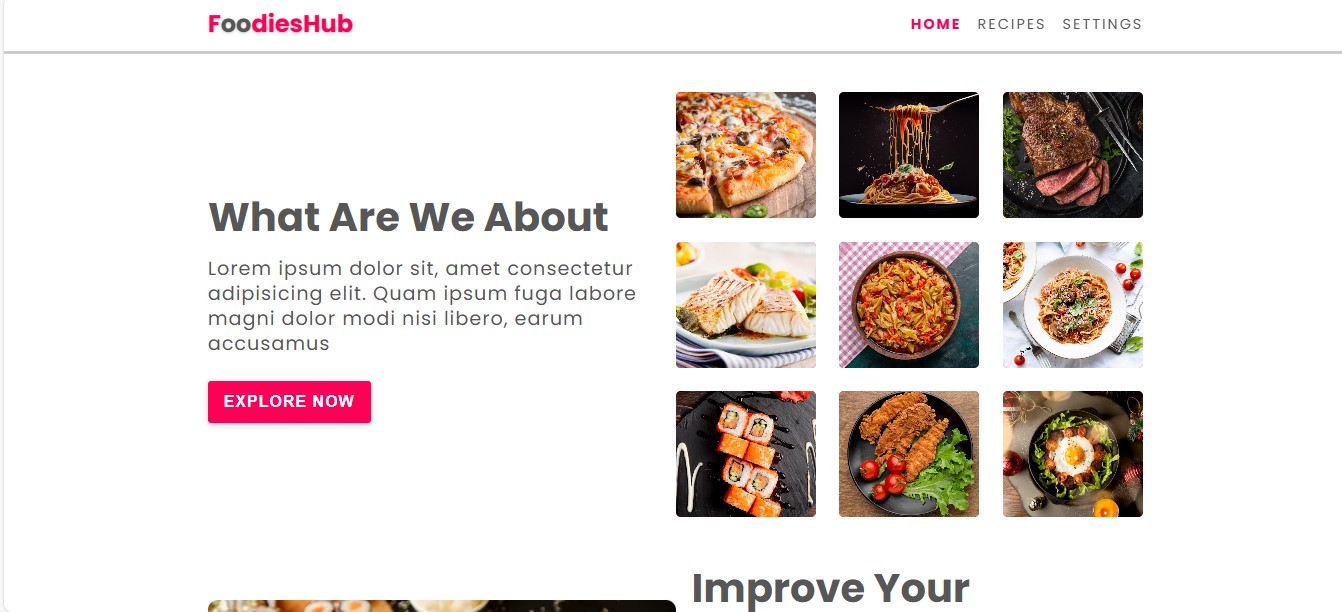 FoodiesHub
HOME RECIPES SETTINGS
What Are We About
Lorem ipsum dolor sit, amet consectetur
adipisicing elit. Quam ipsum fuga labore
magni dolor modi nisi libero, earum
accusamus
EXPLORE NOW
Improve Your